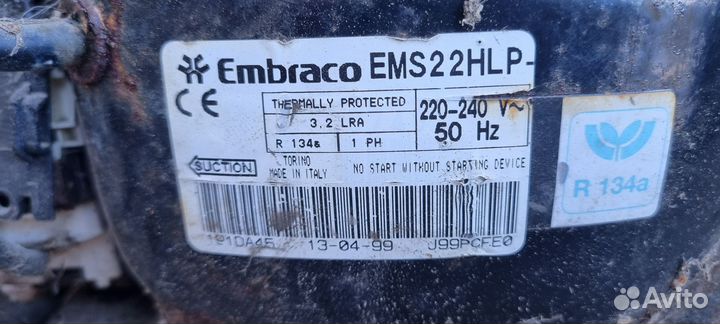 Embraco EMS22HLP-
CE
THERMALLY PROTECTED
3.2 LRA
R 134a 1 PH
220-240 V~
50 Hz
SUCTION
TORINO
MADE IN ITALY
NO START WITHOUT STARTING DEVICE
13-04-99 J99PCFE0
R 134a
Avito